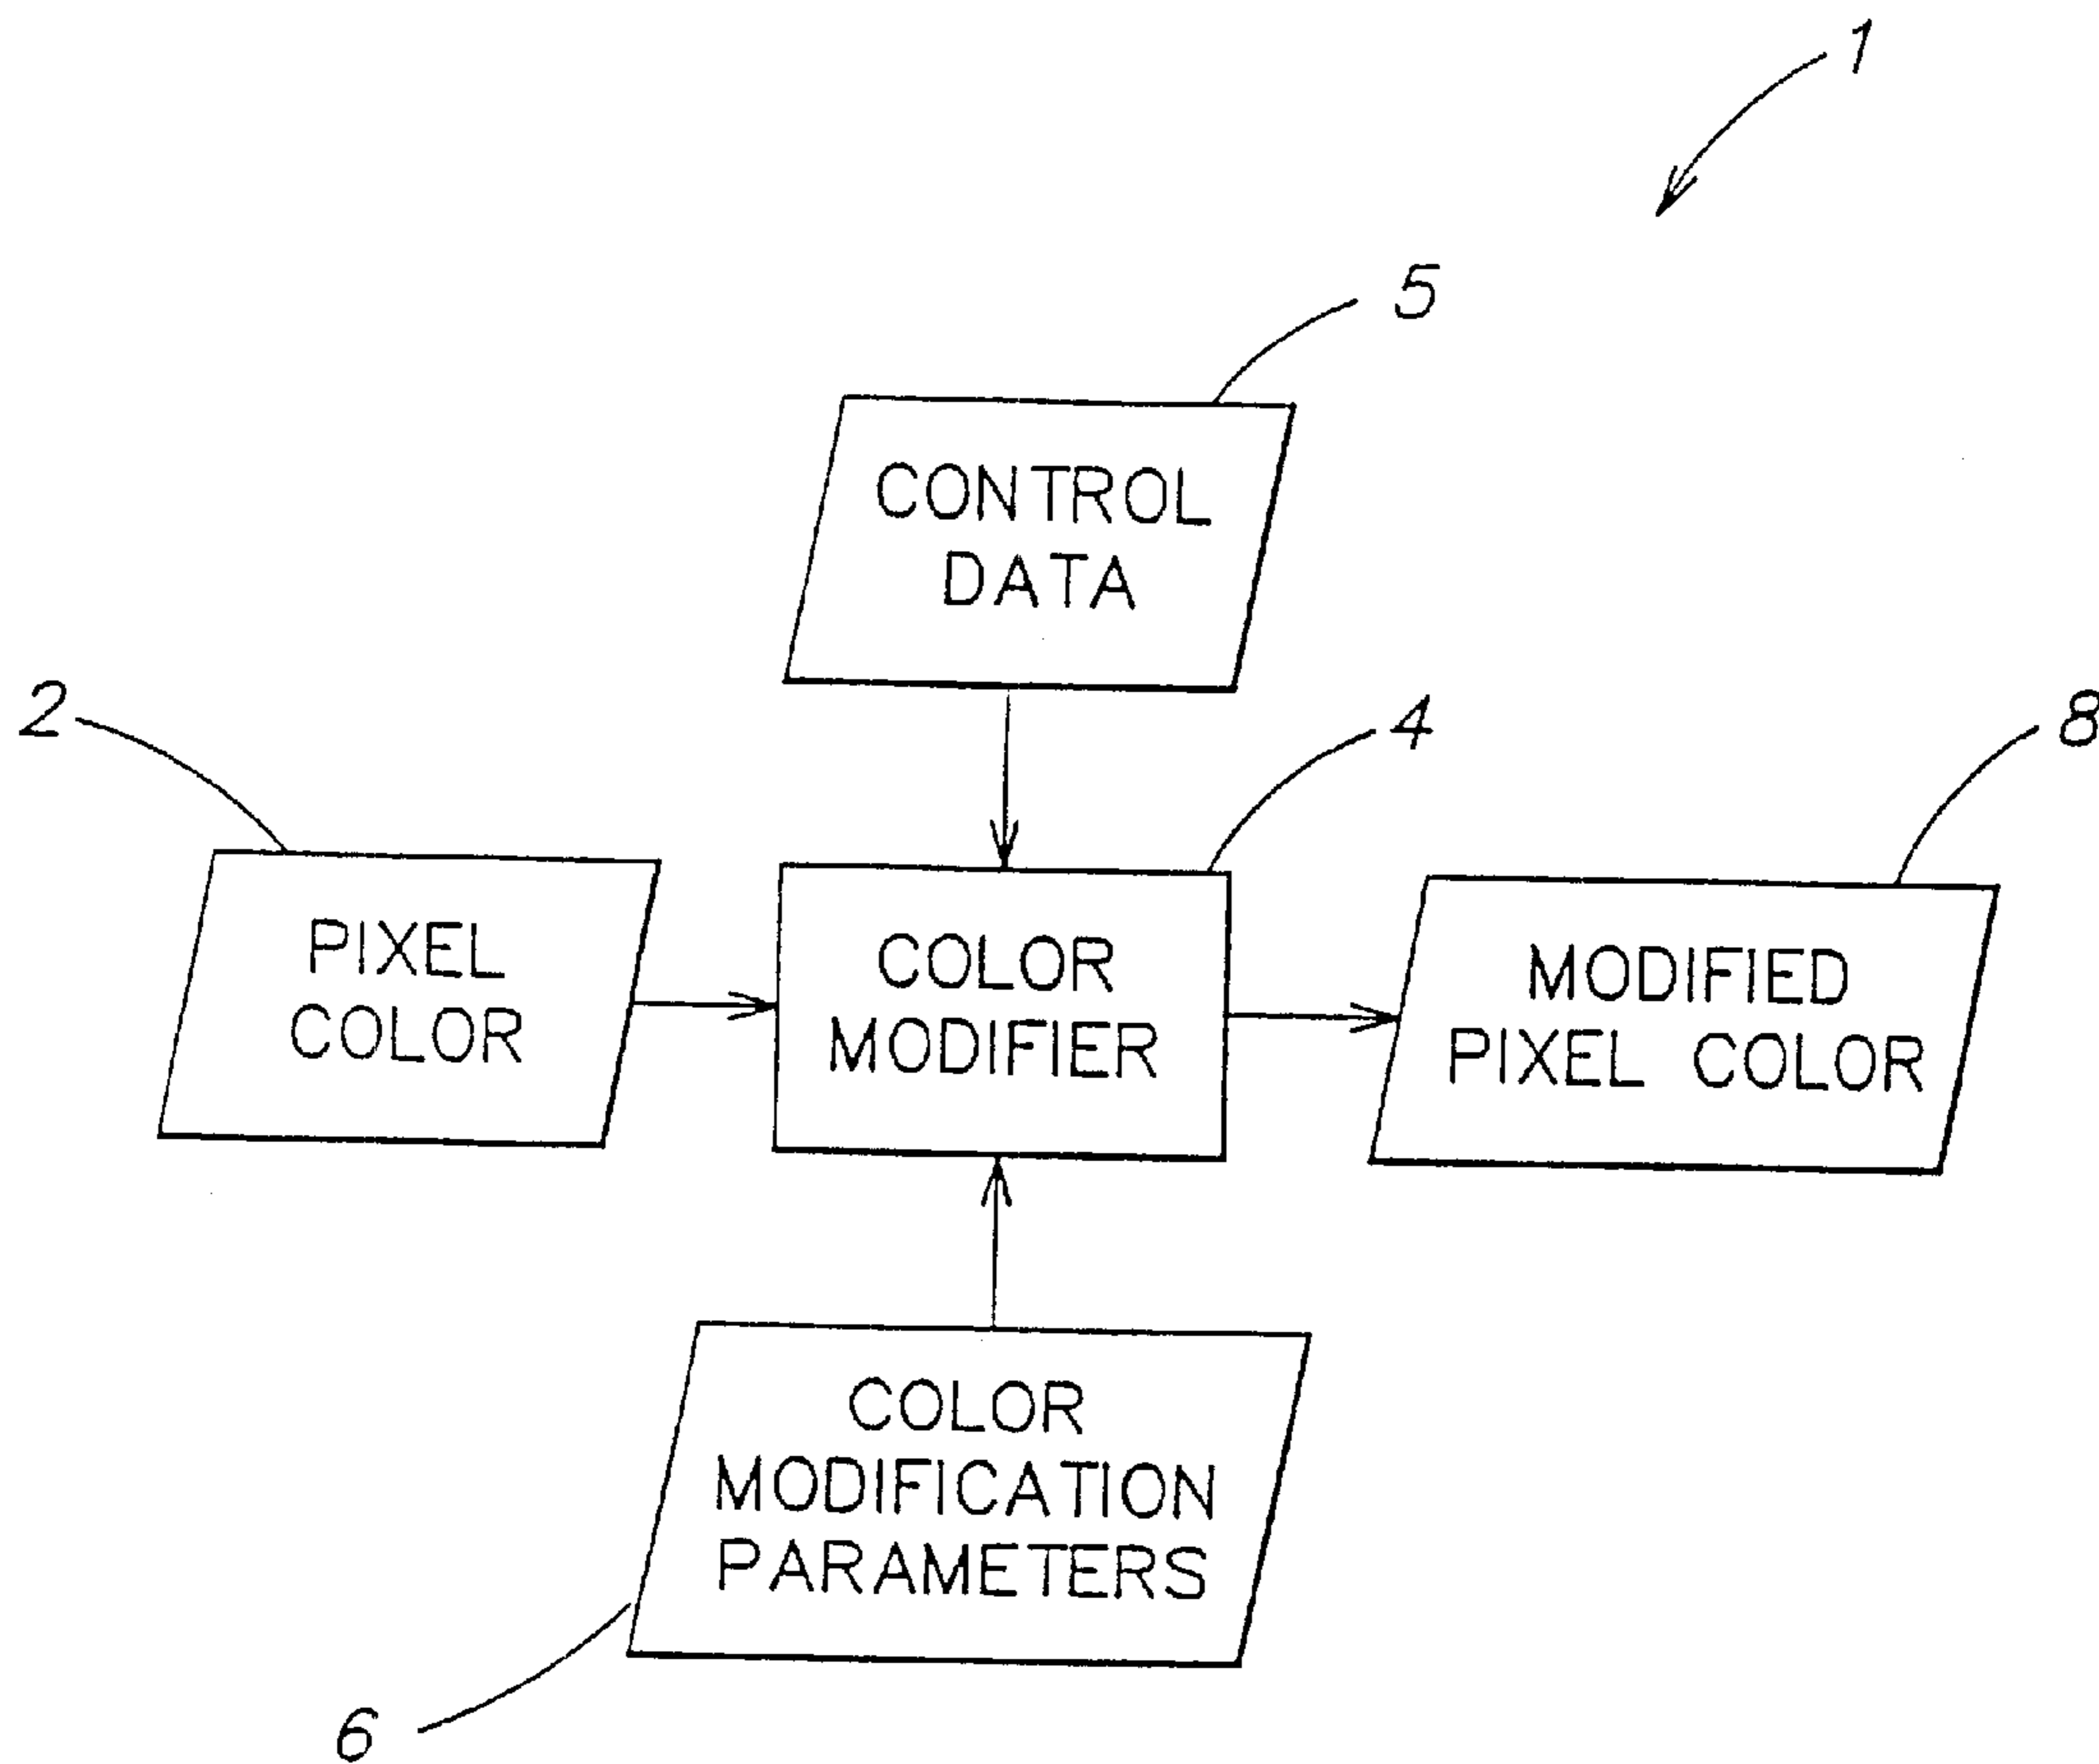 1
5
CONTROL
DATA
2
4
8
PIXEL
COLOR
COLOR
MODIFIER
MODIFIED
PIXEL COLOR
COLOR
MODIFICATION
PARAMETERS
6